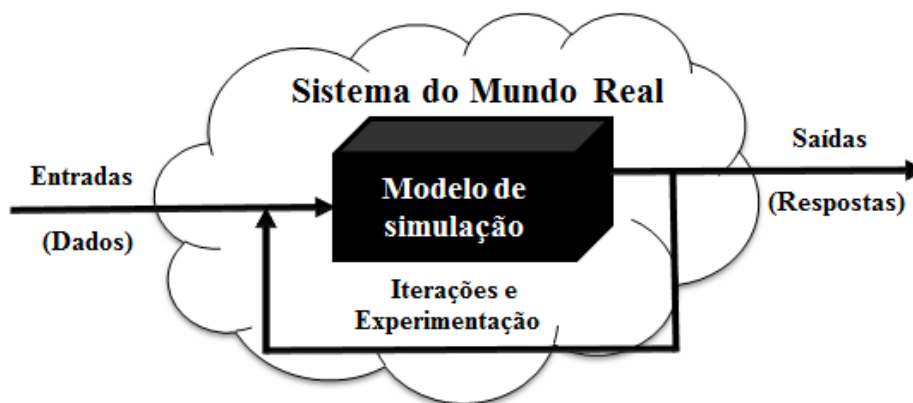 Sistema do Mundo Real
Entradas
(Dados)
Modelo de
simulação
Saídas
(Respostas)
Iterações e
Experimentação